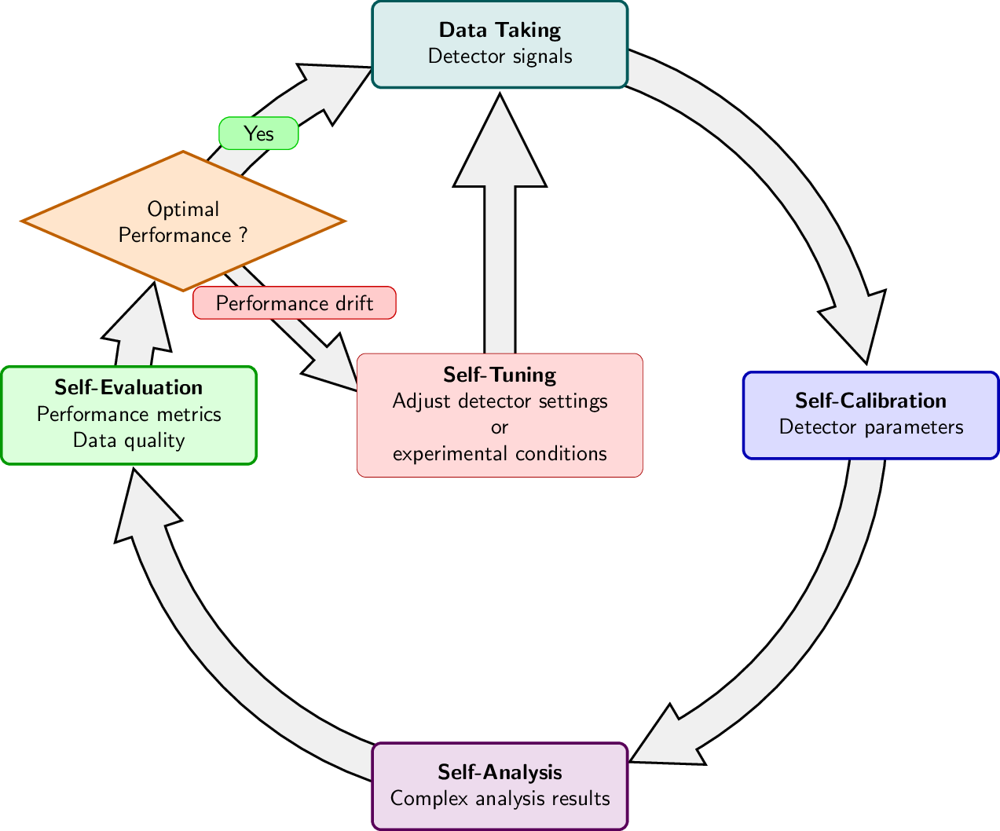 Data Taking
Detector signals
Yes
Optimal
Performance ?
Performance drift
Self-Tuning
Adjust detector settings
or
experimental conditions
Self-Evaluation
Performance metrics
Data quality
Self-Calibration
Detector parameters
Self-Analysis
Complex analysis results